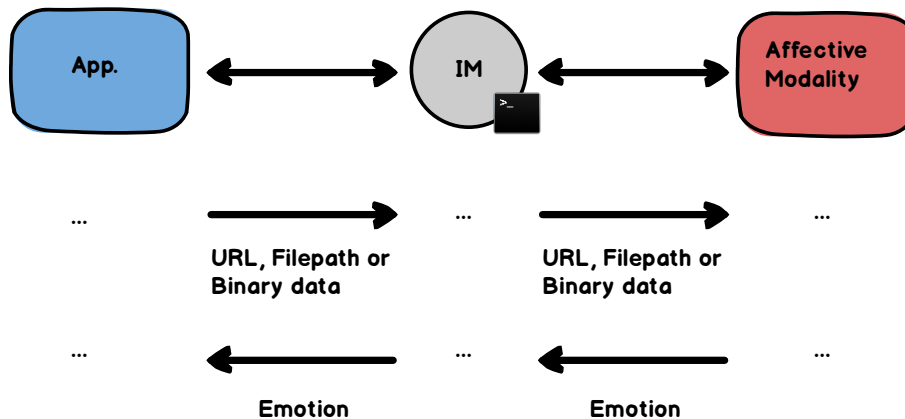 App.
IM
Affective
Modality
>_
...
...
...
URL, Filepath or
Binary data
URL, Filepath or
Binary data
...
...
...
Emotion
Emotion